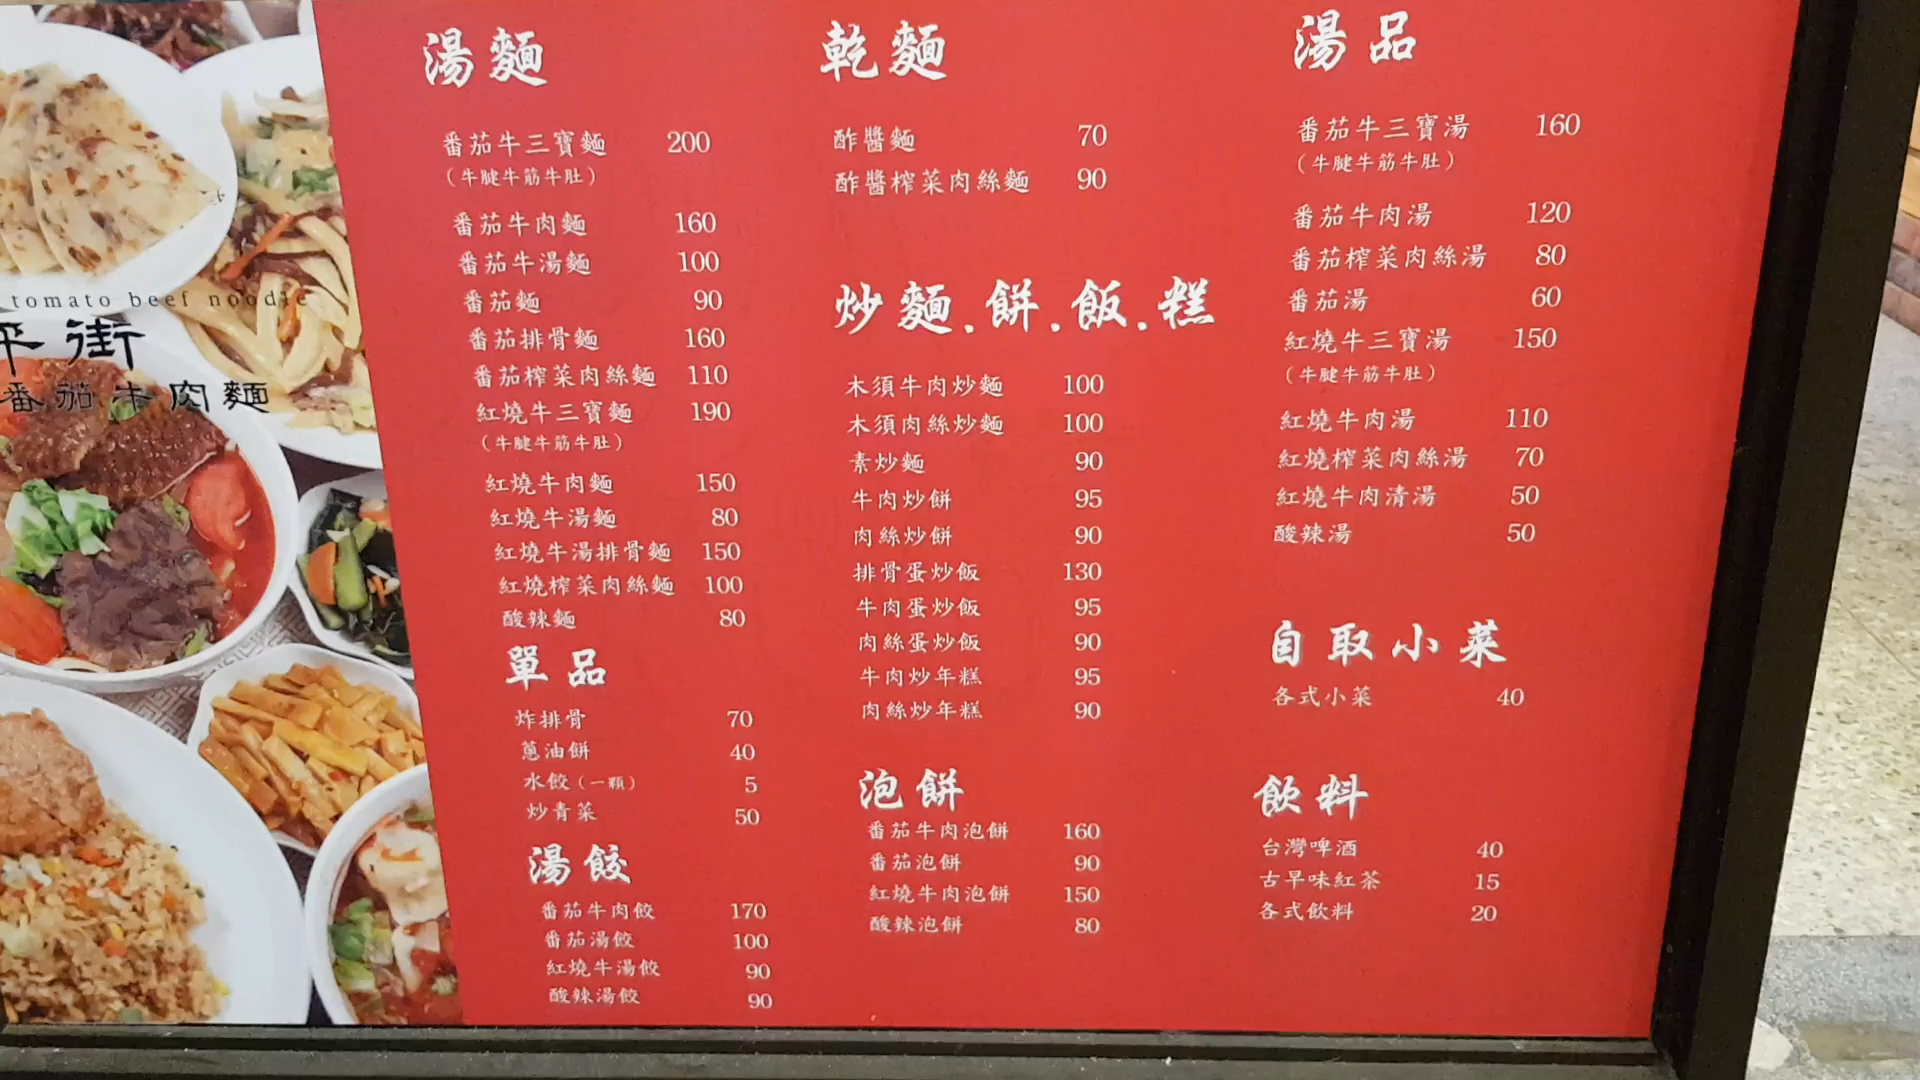 tomato beef noodle
平街
番茄牛肉麵
湯麵
番茄牛三寶麵 200
（牛腱牛筋牛肚）
番茄牛肉麵 160
番茄牛湯麵 100
番茄麵 90
番茄排骨麵 160
番茄榨菜肉絲麵 110
紅燒牛三寶麵 190
（牛腱牛筋牛肚）
紅燒牛肉麵 150
紅燒牛湯麵 80
紅燒牛湯排骨麵 150
紅燒榨菜肉絲麵 100
酸辣麵 80
單品
炸排骨 70
蔥油餅 40
水餃（一顆） 5
炒青菜 50
湯餃
番茄牛肉餃 170
番茄湯餃 100
紅燒牛湯餃 90
酸辣湯餃 90
乾麵
酢醬麵 70
酢醬榨菜肉絲麵 90
炒麵.餅.飯.糕
木須牛肉炒麵 100
木須肉絲炒麵 100
素炒麵 90
牛肉炒餅 95
肉絲炒餅 90
排骨蛋炒飯 130
牛肉蛋炒飯 95
肉絲蛋炒飯 90
牛肉炒年糕 95
肉絲炒年糕 90
泡餅
番茄牛肉泡餅 160
番茄泡餅 90
紅燒牛肉泡餅 150
酸辣泡餅 80
湯品
番茄牛三寶湯 160
（牛腱牛筋牛肚）
番茄牛肉湯 120
番茄榨菜肉絲湯 80
番茄湯 60
紅燒牛三寶湯 150
（牛腱牛筋牛肚）
紅燒牛肉湯 110
紅燒榨菜肉絲湯 70
紅燒牛肉清湯 50
酸辣湯 50
自取小菜
各式小菜 40
飲料
台灣啤酒 40
古早味紅茶 15
各式飲料 20